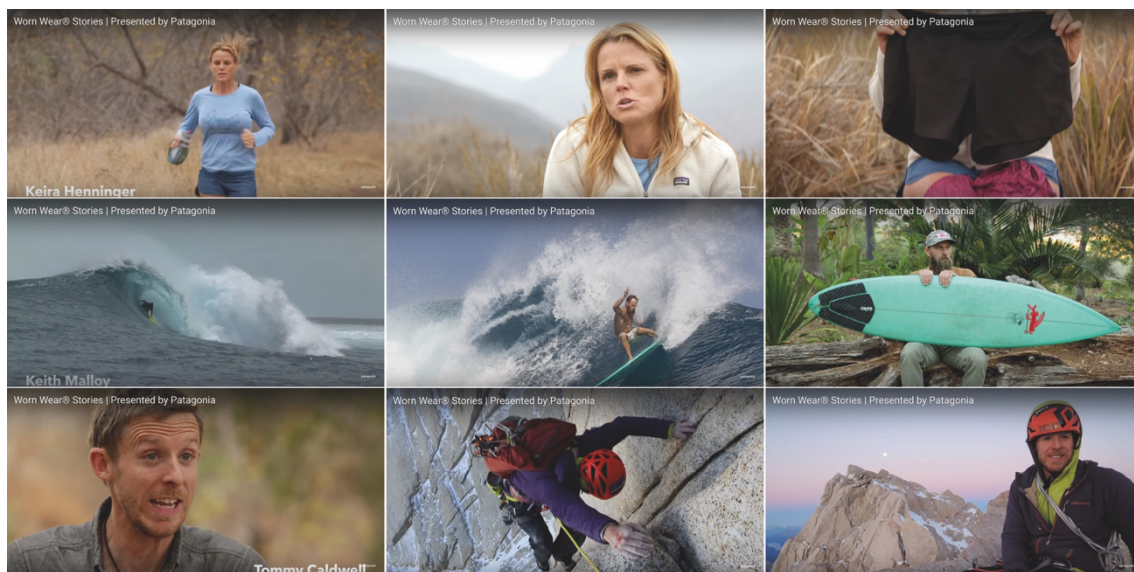 Worn Wear® Stories | Presented by Patagonia
Worn Wear® Stories | Presented by Patagonia
Worn Wear® Stories | Presented by Patagonia
Keira Henninger
Worn Wear® Stories | Presented by Patagonia
Worn Wear® Stories | Presented by Patagonia
Worn Wear® Stories | Presented by Patagonia
Keith Malloy
Worn Wear® Stories | Presented by Patagonia
Worn Wear® Stories | Presented by Patagonia
Worn Wear® Stories | Presented by Patagonia
Tommy Caldwell